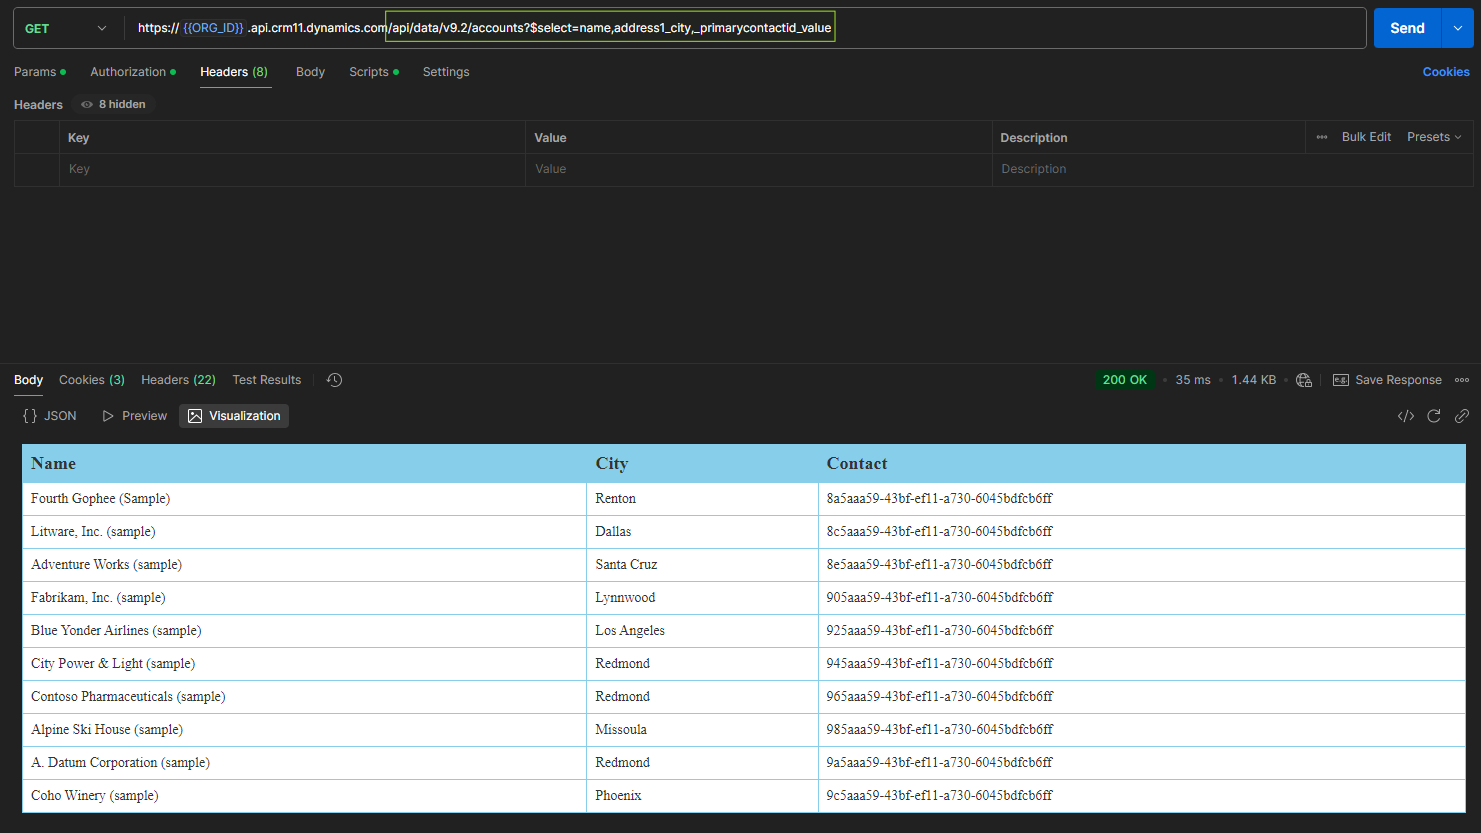 GET https:// {{ORG_ID}} .api.crm11.dynamics.com/api/data/v9.2/accounts?$select=name,address1_city,_primarycontactid_value Send
Params Authorization Headers (8) Body Scripts Settings Cookies
Headers 8 hidden
Key Value Description Bulk Edit Presets
Key Value Description
Body Cookies (3) Headers (22) Test Results 200 OK 35 ms 1.44 KB e.g. Save Response
{} JSON Preview Visualization </>
Name City Contact
Fourth Gophee (Sample) Renton 8a5aaa59-43bf-ef11-a730-6045bdfcb6ff
Litware, Inc. (sample) Dallas 8c5aaa59-43bf-ef11-a730-6045bdfcb6ff
Adventure Works (sample) Santa Cruz 8e5aaa59-43bf-ef11-a730-6045bdfcb6ff
Fabrikam, Inc. (sample) Lynnwood 905aaa59-43bf-ef11-a730-6045bdfcb6ff
Blue Yonder Airlines (sample) Los Angeles 925aaa59-43bf-ef11-a730-6045bdfcb6ff
City Power & Light (sample) Redmond 945aaa59-43bf-ef11-a730-6045bdfcb6ff
Contoso Pharmaceuticals (sample) Redmond 965aaa59-43bf-ef11-a730-6045bdfcb6ff
Alpine Ski House (sample) Missoula 985aaa59-43bf-ef11-a730-6045bdfcb6ff
A. Datum Corporation (sample) Redmond 9a5aaa59-43bf-ef11-a730-6045bdfcb6ff
Coho Winery (sample) Phoenix 9c5aaa59-43bf-ef11-a730-6045bdfcb6ff